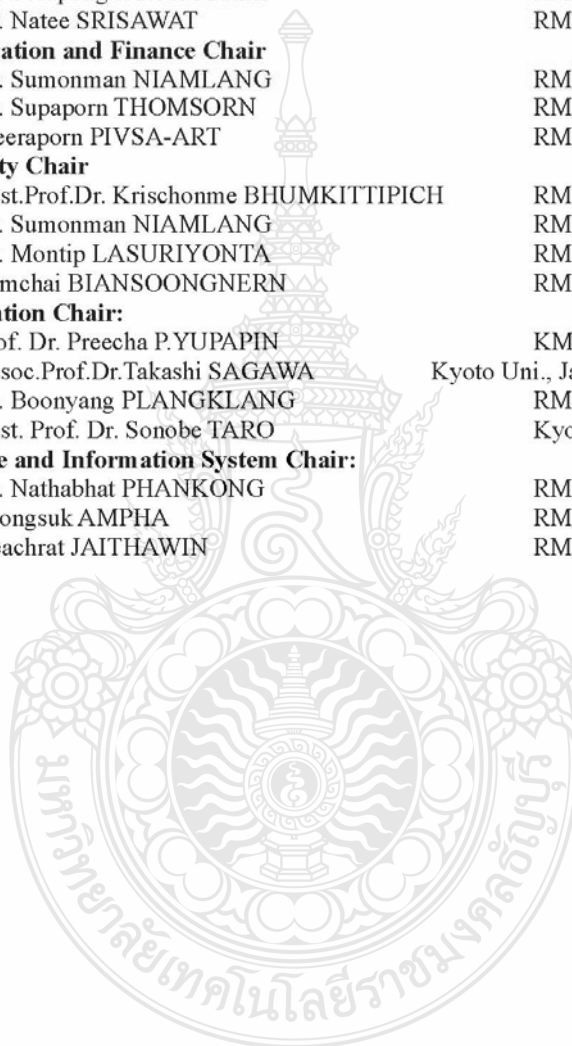 . Natee SRISAWAT RM
ation and Finance Chair
. Sumonman NIAMLANG RM
. Supaporn THOMSORN RM
eeraporn PIVSA-ART RM
ty Chair
st.Prof.Dr. Krischonme BHUMKITTIPICH RM
. Sumonman NIAMLANG RM
. Montip LASURIYONTA RM
mchai BIANSOONGNERN RM
ation Chair:
of. Dr. Preecha P.YUPAPIN KM
soc.Prof.Dr.Takashi SAGAWA Kyoto Uni., Ja
. Boonyang PLANGKLANG RM
st. Prof. Dr. Sonobe TARO Kyo
e and Information System Chair:
. Nathabhat PHANKONG RM
ongsuk AMPHA RM
eachrat JAITHAWIN RM
มหาวิทยาลัยเทคโนโลยีราชมงคลธัญบุรี